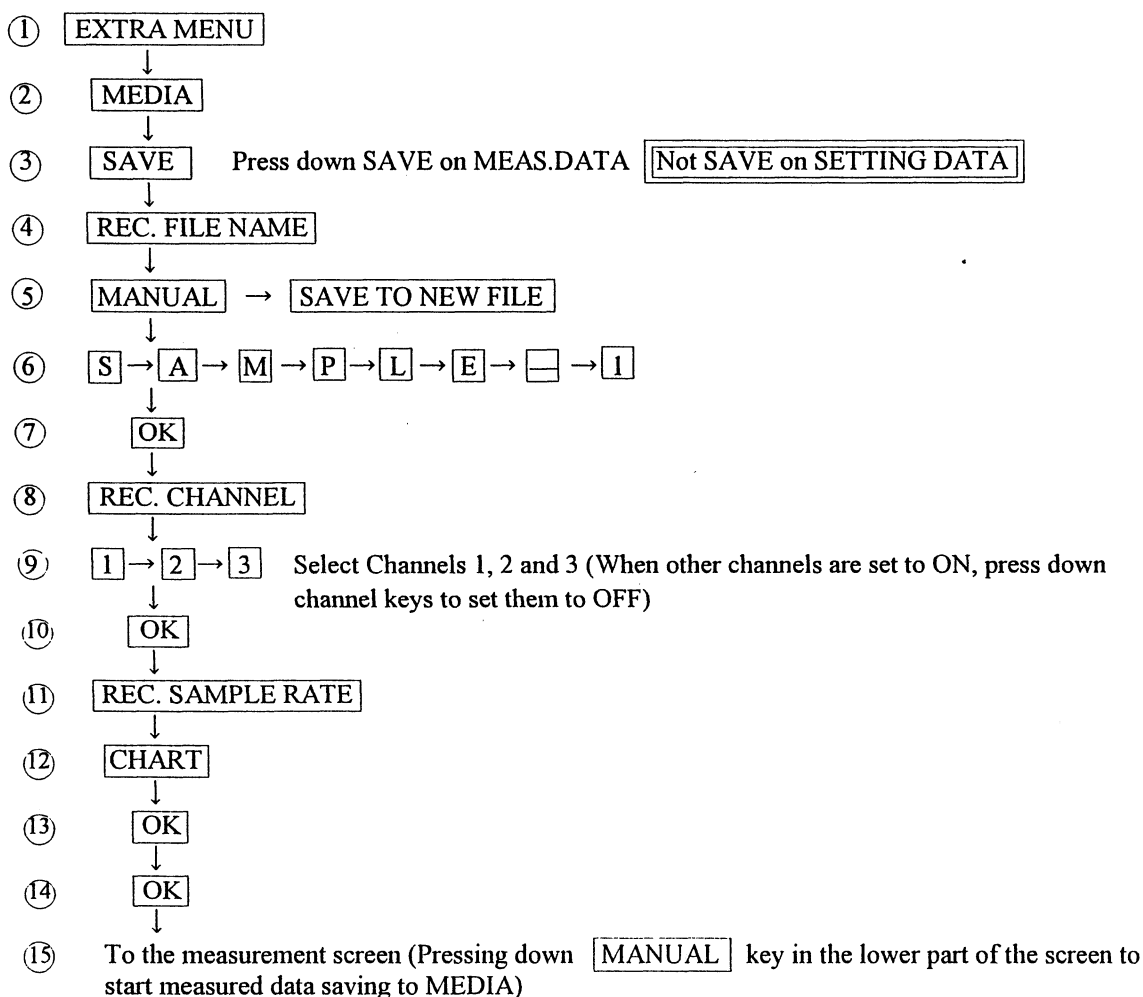 ① EXTRA MENU
↓
② MEDIA
↓
③ SAVE Press down SAVE on MEAS.DATA Not SAVE on SETTING DATA
↓
④ REC. FILE NAME
↓
⑤ MANUAL → SAVE TO NEW FILE
↓
⑥ S → A → M → P → L → E → — → 1
↓
⑦ OK
↓
⑧ REC. CHANNEL
↓
⑨ 1 → 2 → 3 Select Channels 1, 2 and 3 (When other channels are set to ON, press down
↓ channel keys to set them to OFF)
⑩ OK
↓
⑪ REC. SAMPLE RATE
↓
⑫ CHART
↓
⑬ OK
↓
⑭ OK
↓
⑮ To the measurement screen (Pressing down MANUAL key in the lower part of the screen to
start measured data saving to MEDIA)